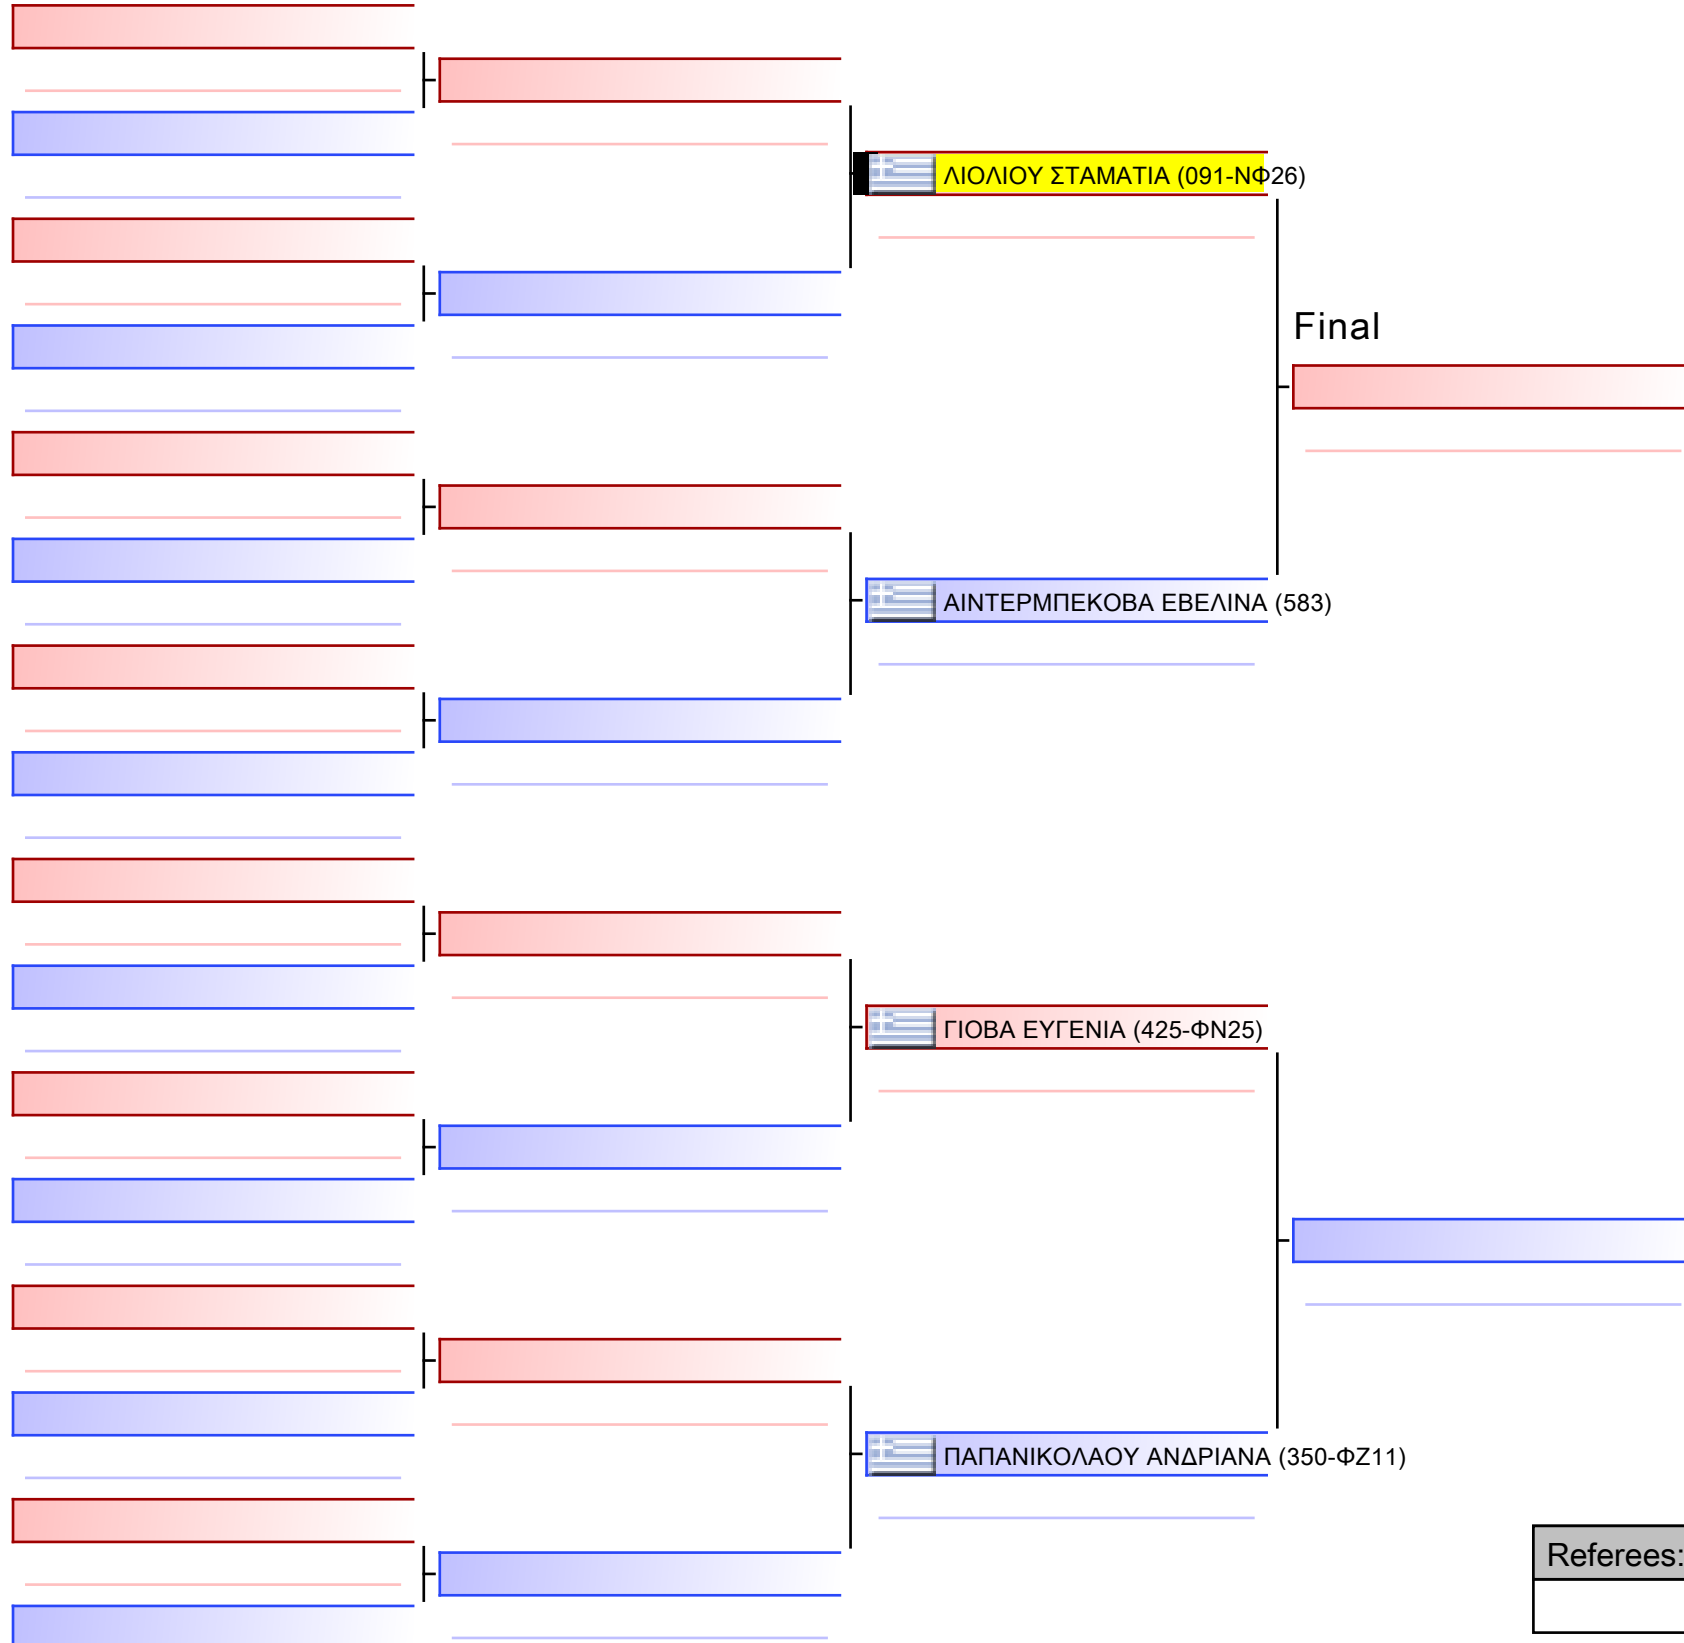 ΛΙΟΛΙΟΥ ΣΤΑΜΑΤΙΑ (091-ΝΦ26)
Final
ΑΙΝΤΕΡΜΠΕΚΟΒΑ ΕΒΕΛΙΝΑ (583)
ΓΙΟΒΑ ΕΥΓΕΝΙΑ (425-ΦΝ25)
ΠΑΠΑΝΙΚΟΛΑΟΥ ΑΝΔΡΙΑΝΑ (350-ΦΖ11)
Referees: